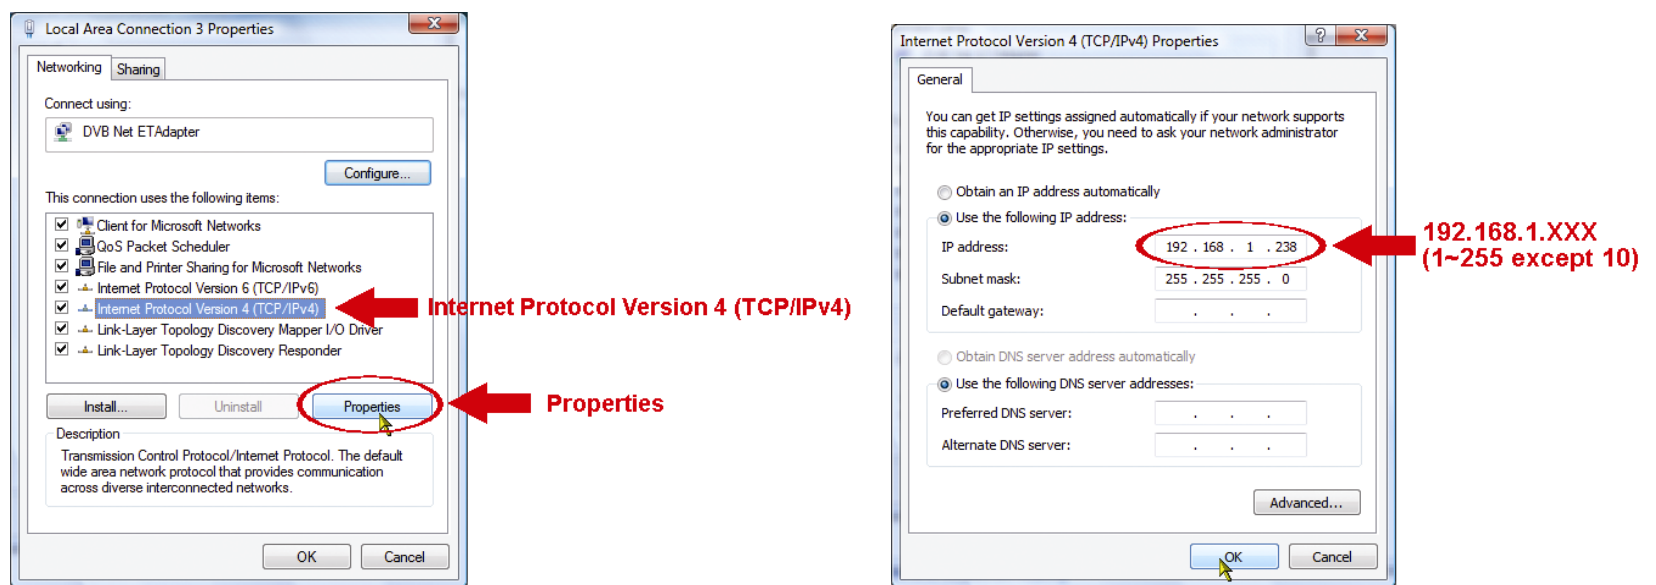 Local Area Connection 3 Properties
Networking
Sharing
Connect using:
DVB Net ETAdapter
Configure...
This connection uses the following items:
Client for Microsoft Networks
QoS Packet Scheduler
File and Printer Sharing for Microsoft Networks
Internet Protocol Version 6 (TCP/IPv6)
Internet Protocol Version 4 (TCP/IPv4)
Link-Layer Topology Discovery Mapper I/O Driver
Link-Layer Topology Discovery Responder
Install...
Uninstall
Properties
Description
Transmission Control Protocol/Internet Protocol. The default
wide area network protocol that provides communication
across diverse interconnected networks.
OK
Cancel
Internet Protocol Version 4 (TCP/IPv4)
Properties
Internet Protocol Version 4 (TCP/IPv4) Properties
General
You can get IP settings assigned automatically if your network supports
this capability. Otherwise, you need to ask your network administrator
for the appropriate IP settings.
Obtain an IP address automatically
Use the following IP address:
IP address:
192 . 168 . 1 . 238
Subnet mask:
255 . 255 . 255 . 0
Default gateway:
. . .
Obtain DNS server address automatically
Use the following DNS server addresses:
Preferred DNS server:
. . .
Alternate DNS server:
. . .
Advanced...
OK
Cancel
192.168.1.XXX
(1~255 except 10)